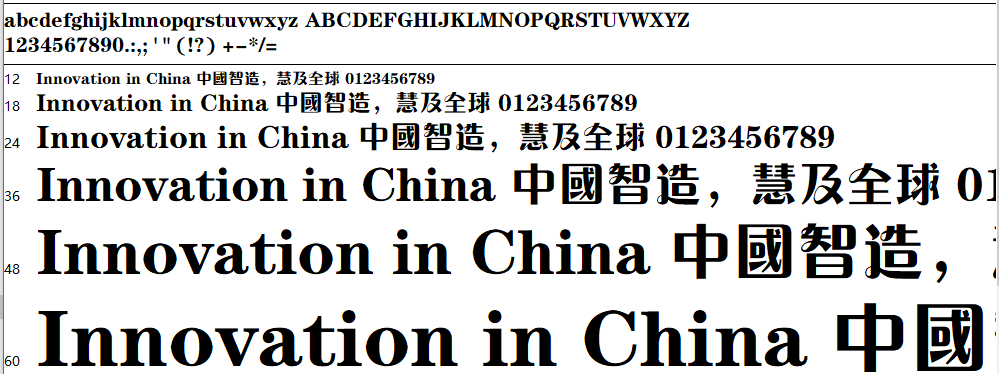 abcdefghijklmnopqrstuvwxyz ABCDEFGHIJKLMNOPQRSTUVWXYZ
1234567890.:,; ' " (!?) +-*/=
12 Innovation in China 中國智造，慧及全球 0123456789
18 Innovation in China 中國智造，慧及全球 0123456789
24 Innovation in China 中國智造，慧及全球 0123456789
36 Innovation in China 中國智造，慧及全球 01
48 Innovation in China 中國智造，
60 Innovation in China 中國